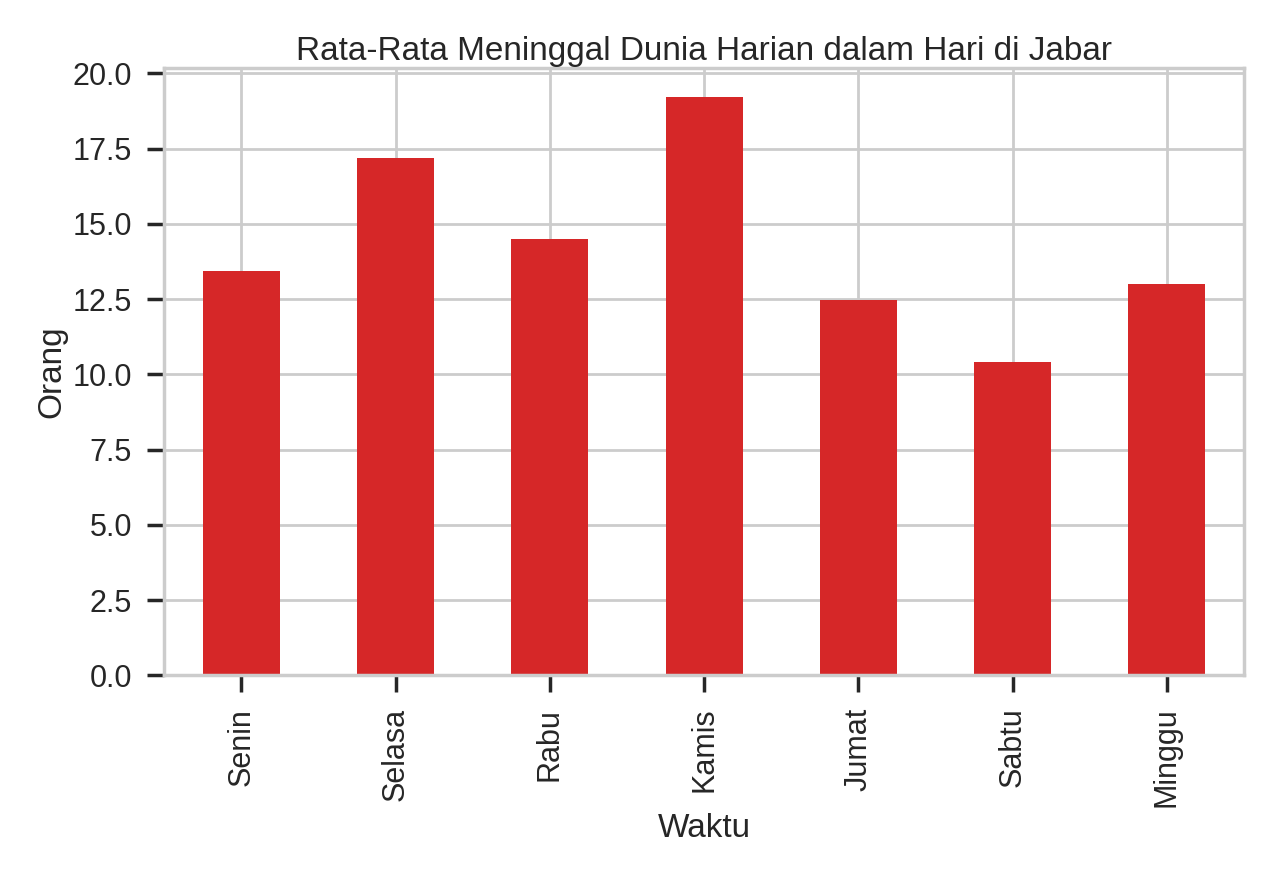 Rata-Rata Meninggal Dunia Harian dalam Hari di Jabar
20.0
17.5
15.0
12.5
10.0
7.5
5.0
2.5
0.0
Orang
Senin
Selasa
Rabu
Kamis
Jumat
Sabtu
Minggu
Waktu